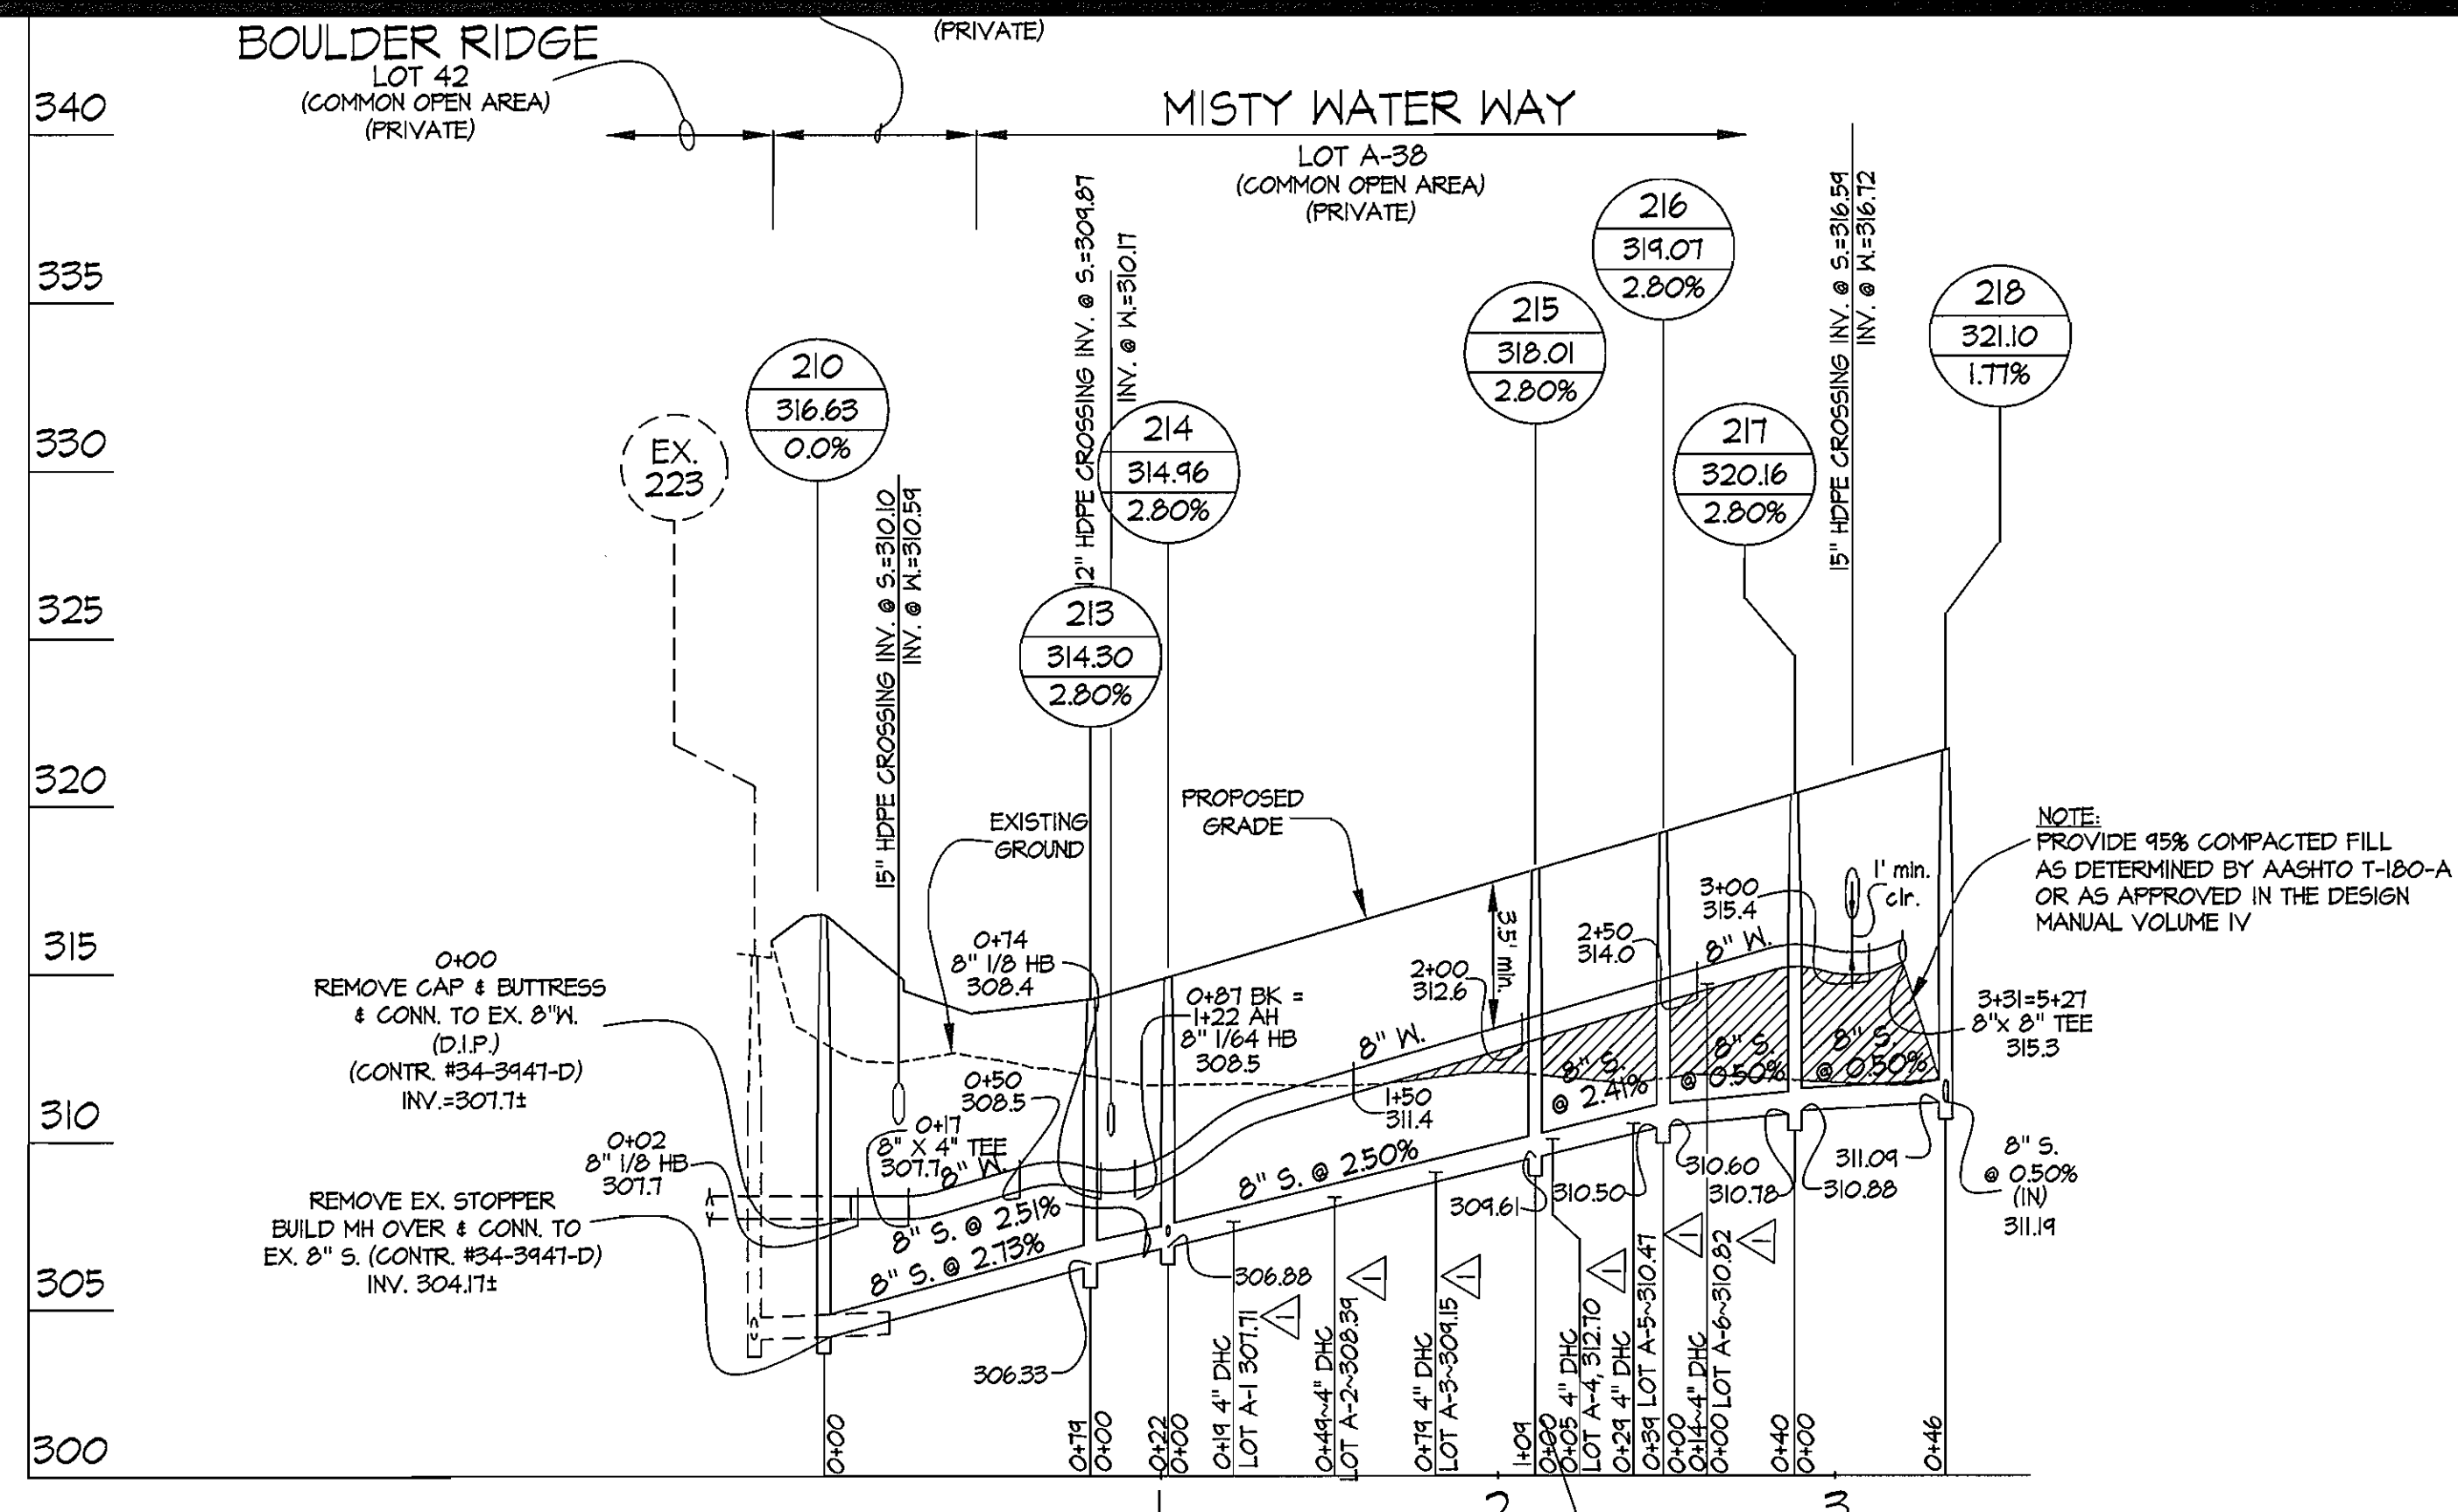 (PRIVATE)
BOULDER RIDGE
LOT 42
(COMMON OPEN AREA)
(PRIVATE)
MISTY WATER WAY
LOT A-38
(COMMON OPEN AREA)
(PRIVATE)
340
335
330
325
320
315
310
305
300
EX.
223
210
316.63
0.0%
15" HDPE CROSSING INV. @ S.=310.10
INV. @ W.=310.59
213
314.30
2.80%
12" HDPE CROSSING INV. @ S.=309.87
INV. @ W.=310.17
214
314.96
2.80%
215
318.01
2.80%
216
319.07
2.80%
217
320.16
2.80%
15" HDPE CROSSING INV. @ S.=316.59
INV. @ W.=316.72
218
321.10
1.77%
EXISTING
GROUND
PROPOSED
GRADE
NOTE:
PROVIDE 95% COMPACTED FILL
AS DETERMINED BY AASHTO T-180-A
OR AS APPROVED IN THE DESIGN
MANUAL VOLUME IV
1' min.
clr.
3.5' min.
0+00
REMOVE CAP & BUTTRESS
& CONN. TO EX. 8"W.
(D.I.P.)
(CONTR. #34-3947-D)
INV.=307.7±
0+02
8" 1/8 HB
307.7
REMOVE EX. STOPPER
BUILD MH OVER & CONN. TO
EX. 8" S. (CONTR. #34-3947-D)
INV. 304.17±
0+17
8" X 4" TEE
307.7
8" W.
0+50
308.5
0+74
8" 1/8 HB
308.4
0+87 BK =
1+22 AH
8" 1/64 HB
308.5
1+50
311.4
8" W.
2+00
312.6
2+50
314.0
8" W.
3+00
315.4
3+31=5+27
8"X 8" TEE
315.3
8" S. @ 2.51%
8" S. @ 2.73%
8" S. @ 2.50%
8" S.
@ 2.41%
8" S.
@ 0.50%
8" S.
@ 0.50%
8" S.
@ 0.50%
(IN)
311.19
306.33
306.88
309.61
310.50
310.60
310.78
310.88
311.09
0+00
0+79
0+00
0+22
0+00
0+19 4" DHC
LOT A-1 307.71
1
0+49~4" DHC
LOT A-2~308.39
1
0+79 4" DHC
LOT A-3~309.15
1
1+09
0+00
0+05 4" DHC
LOT A-4, 312.70
1
0+29 4" DHC
0+39 LOT A-5~310.47
1
0+00
0+14~4" DHC
0+00 LOT A-6~310.82
1
0+40
0+00
0+46
1
2
3